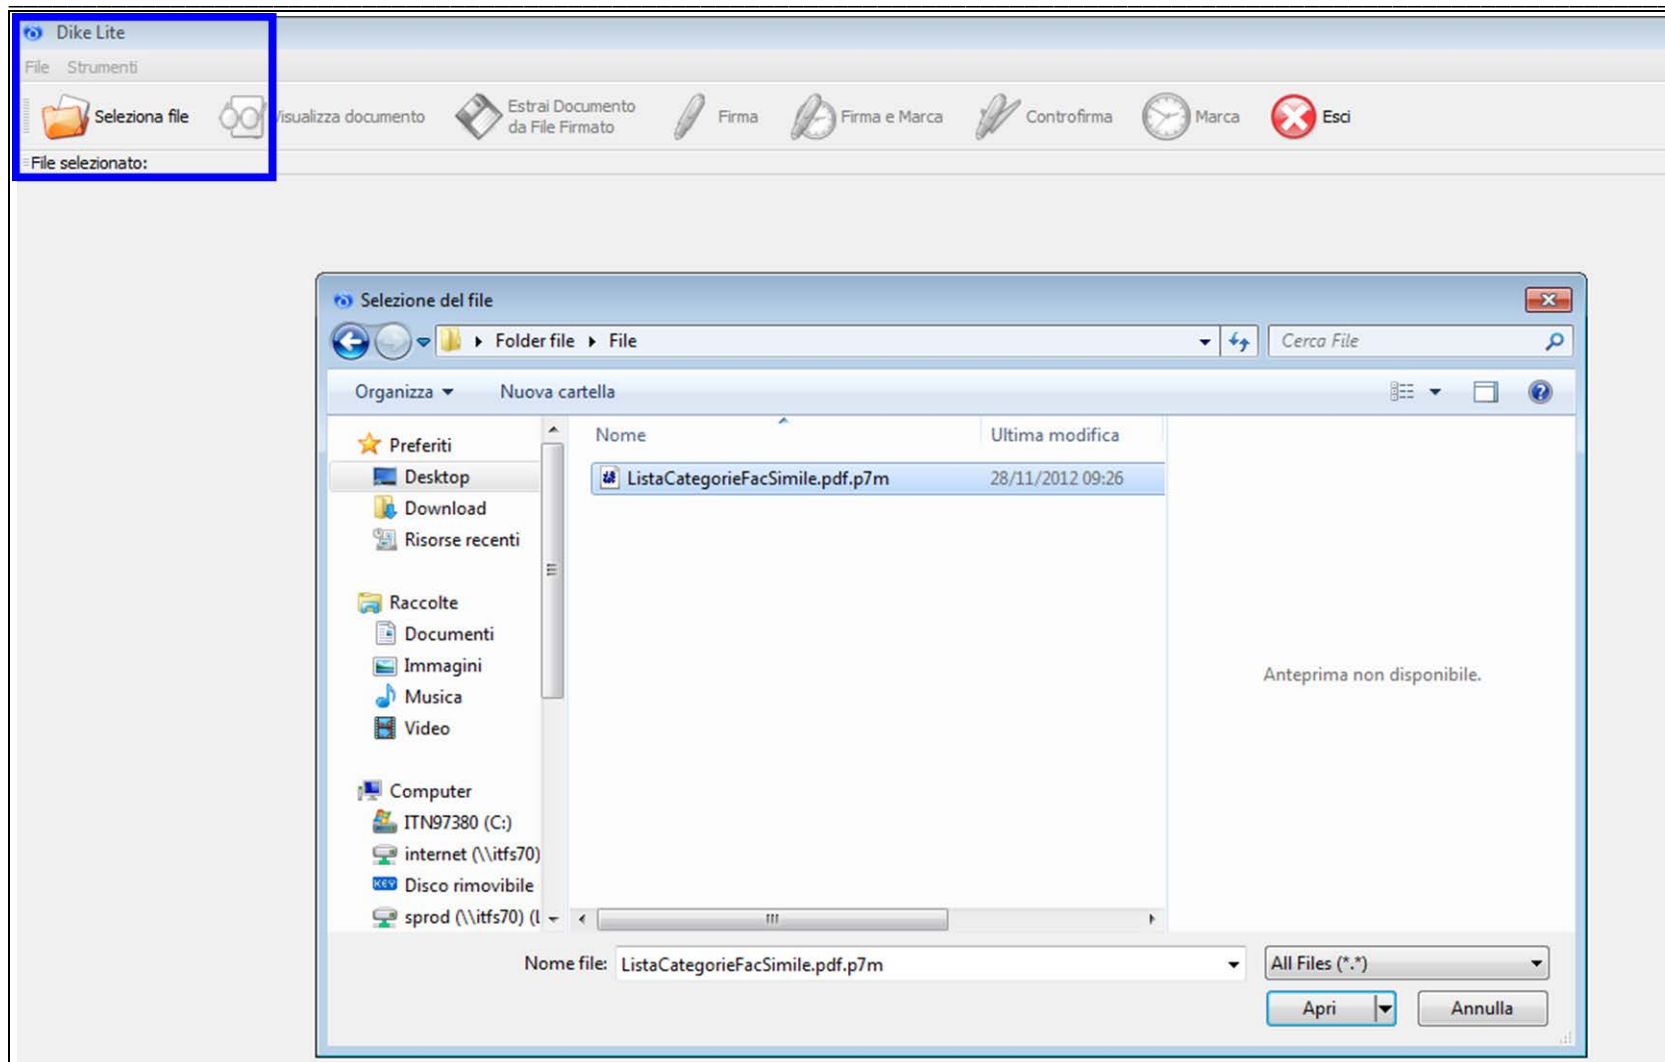 Dike Lite
File Strumenti
Seleziona file
Visualizza documento
Estrai Documento
da File Firmato
Firma
Firma e Marca
Controfirma
Marca
Esci
File selezionato:
Selezione del file
Folder file File
Cerca File
Organizza Nuova cartella
Nome Ultima modifica
Preferiti
Desktop
ListaCategorieFacSimile.pdf.p7m 28/11/2012 09:26
Download
Risorse recenti
Raccolte
Documenti
Immagini
Musica
Video
Anteprima non disponibile.
Computer
ITN97380 (C:)
internet (\\itfs70)
KEY Disco rimovibile
sprod (\\itfs70) (
Nome file: ListaCategorieFacSimile.pdf.p7m
All Files (*.*)
Apri Annulla